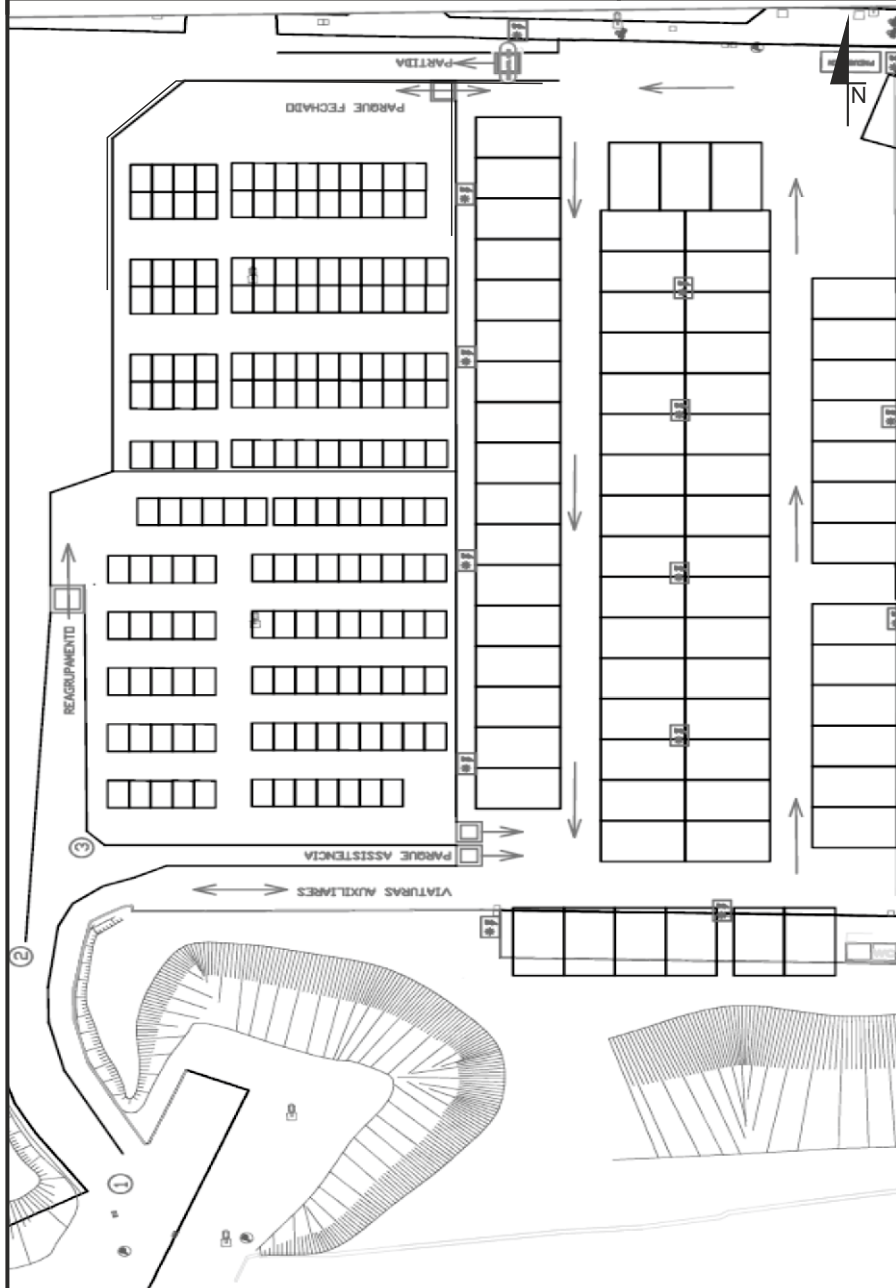 PARTIDA
N
PARQUE FECHADO
REAGRUPAMENTO
3
PARQUE ASSISTENCIA
VIATURAS AUXILIARES
2
1